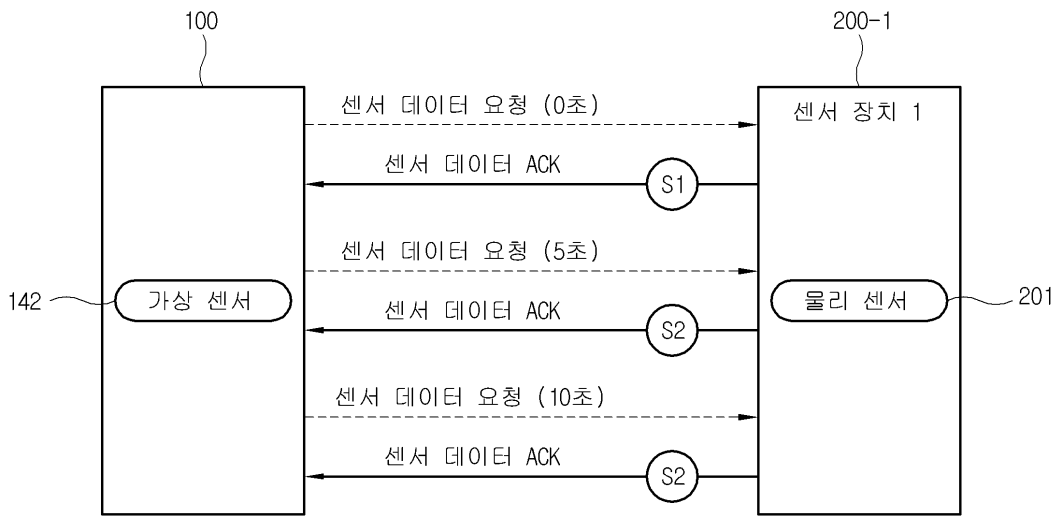 100
200-1
센서 데이터 요청 (0초)
센서 장치 1
센서 데이터 ACK
S1
센서 데이터 요청 (5초)
142
가상 센서
물리 센서
201
센서 데이터 ACK
S2
센서 데이터 요청 (10초)
센서 데이터 ACK
S2